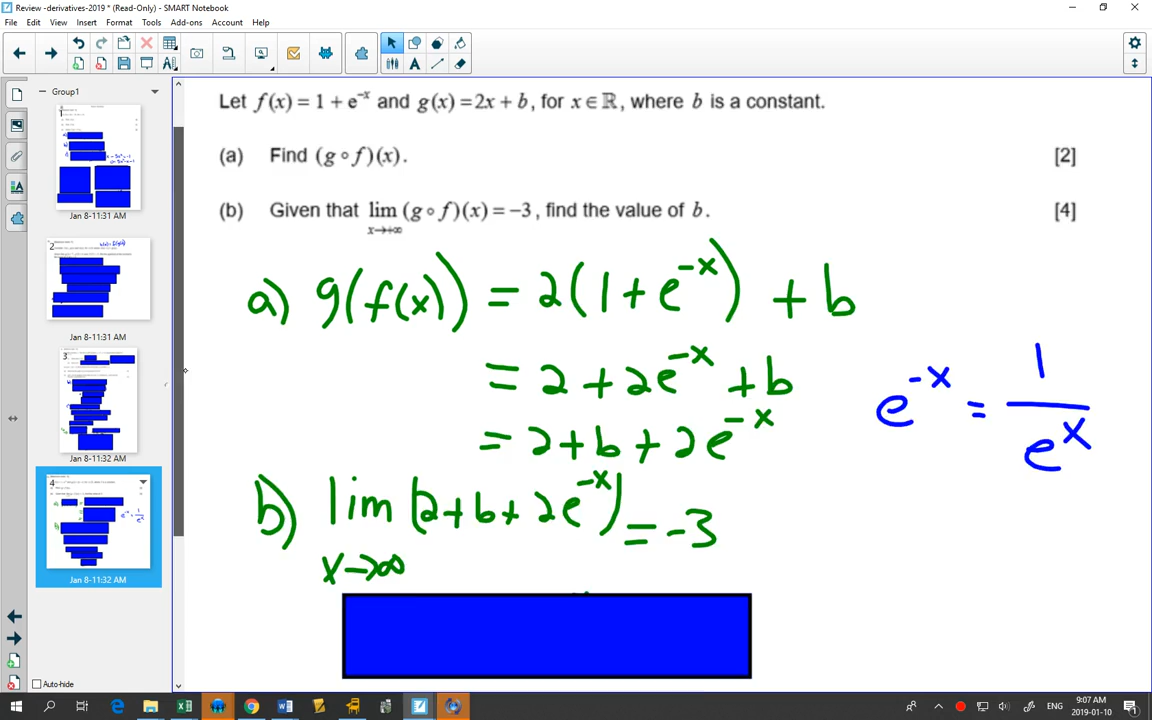 Review -derivatives-2019 * (Read-Only) - SMART Notebook
File Edit View Insert Format Tools Add-ons Account Help
Group1
Jan 8-11:31 AM
2
Jan 8-11:31 AM
3
Jan 8-11:32 AM
4
Jan 8-11:32 AM
Auto-hide
Let f(x) = 1 + e^-x and g(x) = 2x + b, for x ∈ ℝ, where b is a constant.
(a) Find (g ∘ f)(x). [2]
(b) Given that lim x→+∞ (g ∘ f)(x) = −3, find the value of b. [4]
a) g(f(x)) = 2(1 + e^-x) + b
= 2 + 2e^-x + b
= 2 + b + 2e^-x
e^-x = 1/e^x
b) lim x→∞ (2 + b + 2e^-x) = -3
ENG
9:07 AM
2019-01-10